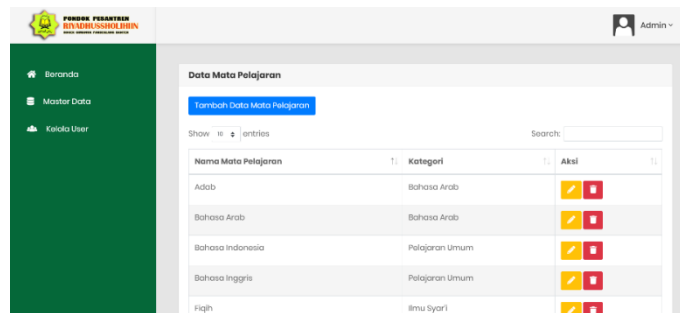 PONDOK PESANTREN
RIYADHUSSHOLIHIIN
Admin
Beranda
Master Data
Kelola User
Data Mata Pelajaran
Tambah Data Mata Pelajaran
Show 10 entries
Search:
Nama Mata Pelajaran Kategori Aksi
Adab Bahasa Arab
Bahasa Arab Bahasa Arab
Bahasa Indonesia Pelajaran Umum
Bahasa Inggris Pelajaran Umum
Fiqih Ilmu Syar'i